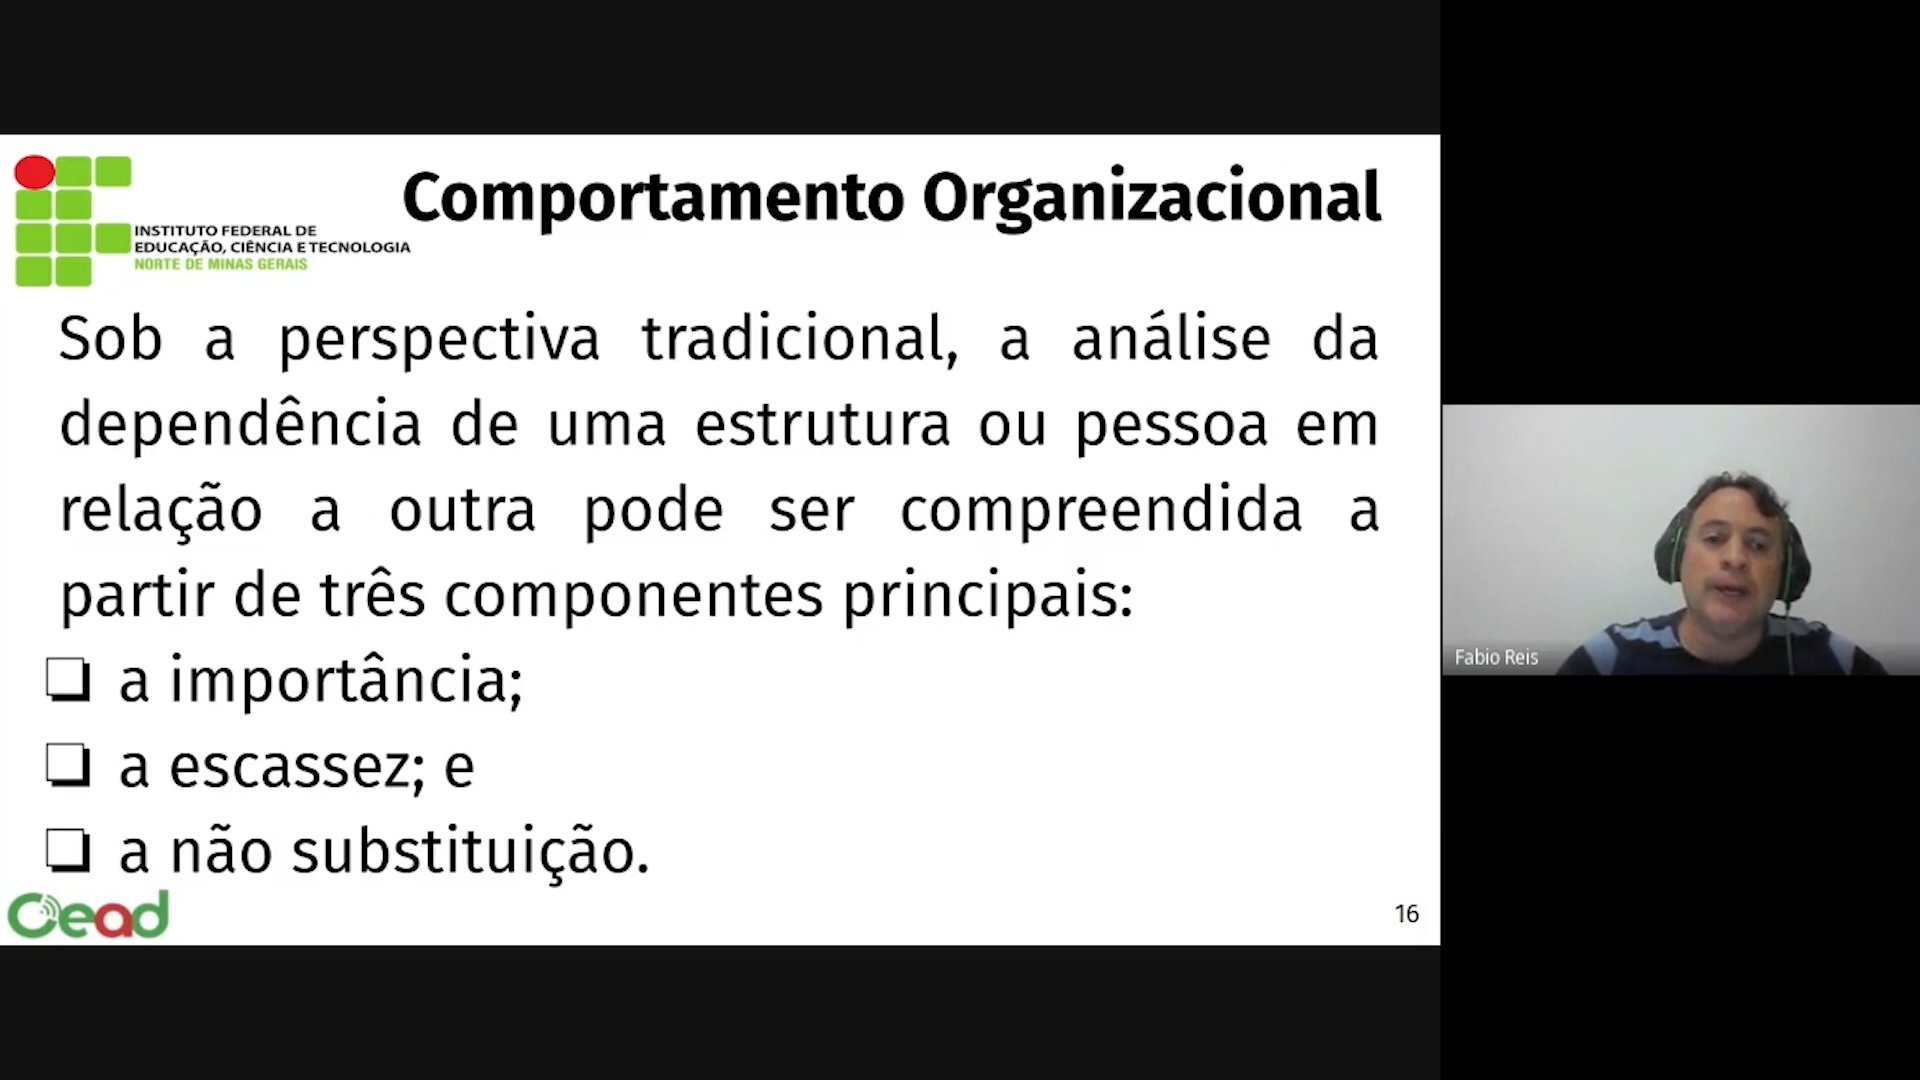 Comportamento Organizacional
INSTITUTO FEDERAL DE
EDUCAÇÃO, CIÊNCIA E TECNOLOGIA
NORTE DE MINAS GERAIS
Sob a perspectiva tradicional, a análise da
dependência de uma estrutura ou pessoa em
relação a outra pode ser compreendida a
partir de três componentes principais:
a importância;
a escassez; e
a não substituição.
Cead
16
Fabio Reis